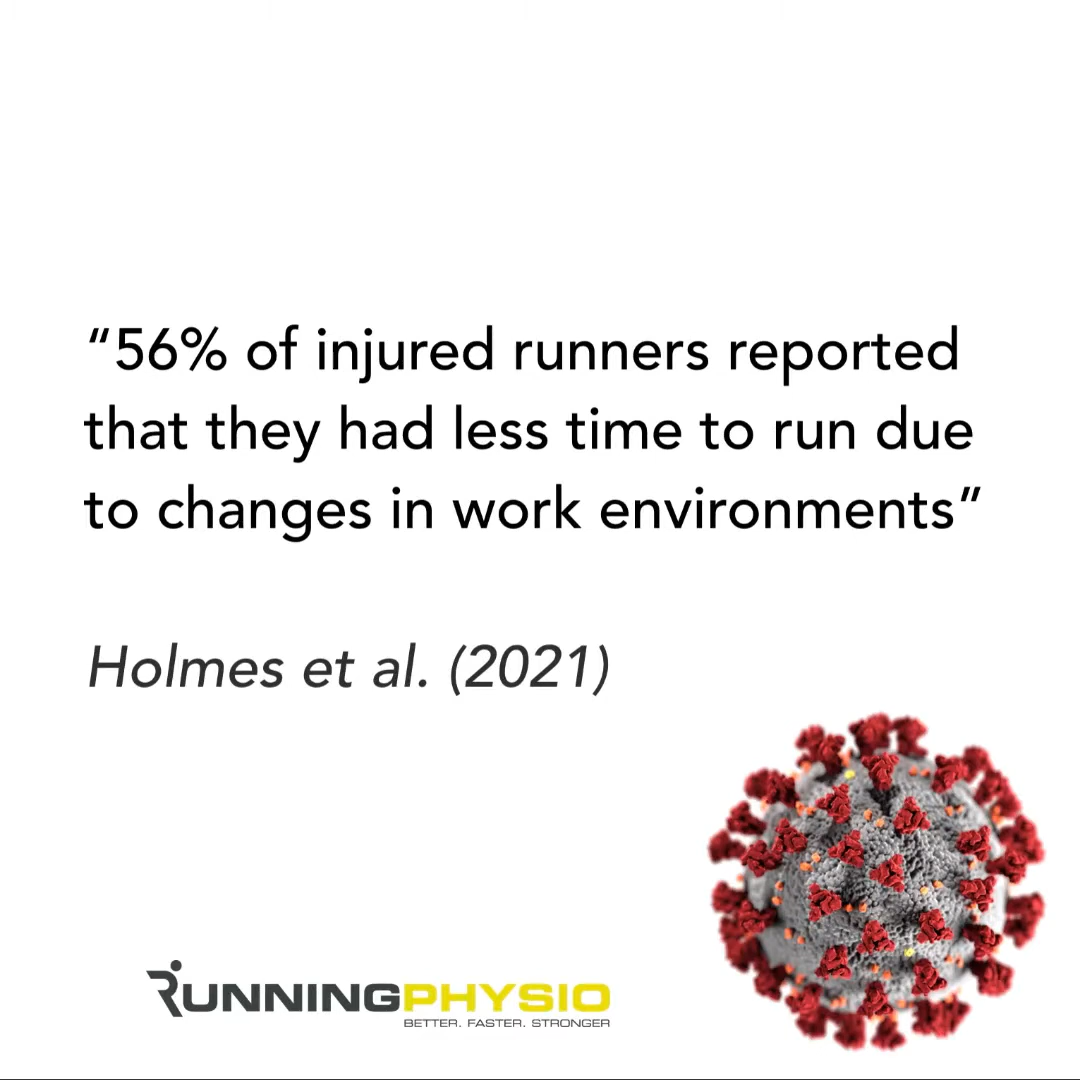 “56% of injured runners reported
that they had less time to run due
to changes in work environments”
Holmes et al. (2021)
RUNNINGPHYSIO
BETTER. FASTER. STRONGER